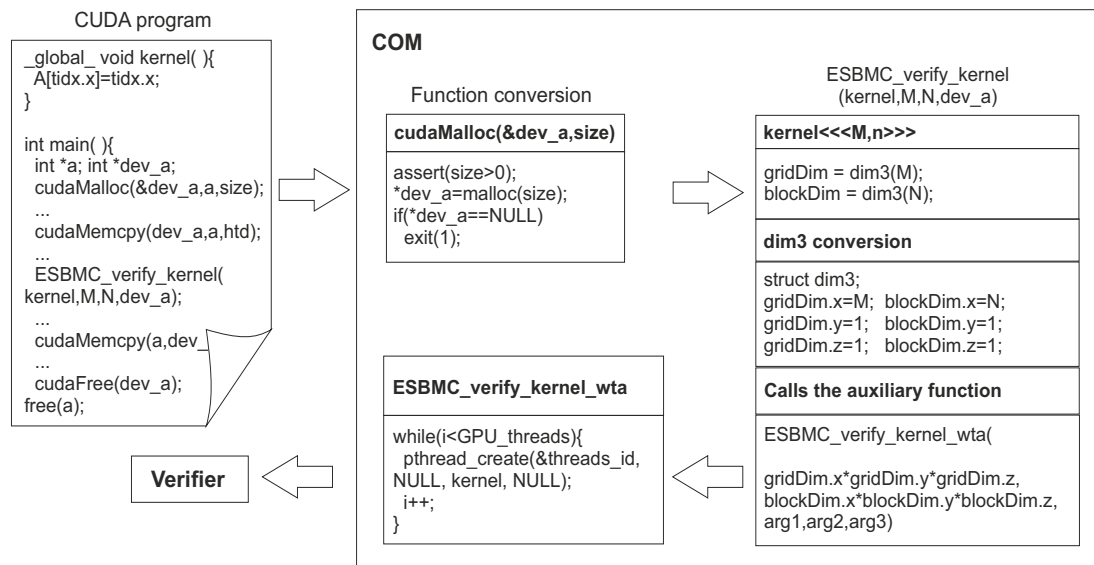 CUDA program
_global_ void kernel( ){
A[tidx.x]=tidx.x;
}
int main( ){
int *a; int *dev_a;
cudaMalloc(&dev_a,a,size);
...
cudaMemcpy(dev_a,a,htd);
...
ESBMC_verify_kernel(
kernel,M,N,dev_a);
...
cudaMemcpy(a,dev_
...
cudaFree(dev_a);
free(a);
COM
Function conversion
cudaMalloc(&dev_a,size)
assert(size>0);
*dev_a=malloc(size);
if(*dev_a==NULL)
exit(1);
ESBMC_verify_kernel
(kernel,M,N,dev_a)
kernel<<<M,n>>>
gridDim = dim3(M);
blockDim = dim3(N);
dim3 conversion
struct dim3;
gridDim.x=M; blockDim.x=N;
gridDim.y=1; blockDim.y=1;
gridDim.z=1; blockDim.z=1;
Calls the auxiliary function
ESBMC_verify_kernel_wta(
gridDim.x*gridDim.y*gridDim.z,
blockDim.x*blockDim.y*blockDim.z,
arg1,arg2,arg3)
ESBMC_verify_kernel_wta
while(i<GPU_threads){
pthread_create(&threads_id,
NULL, kernel, NULL);
i++;
}
Verifier